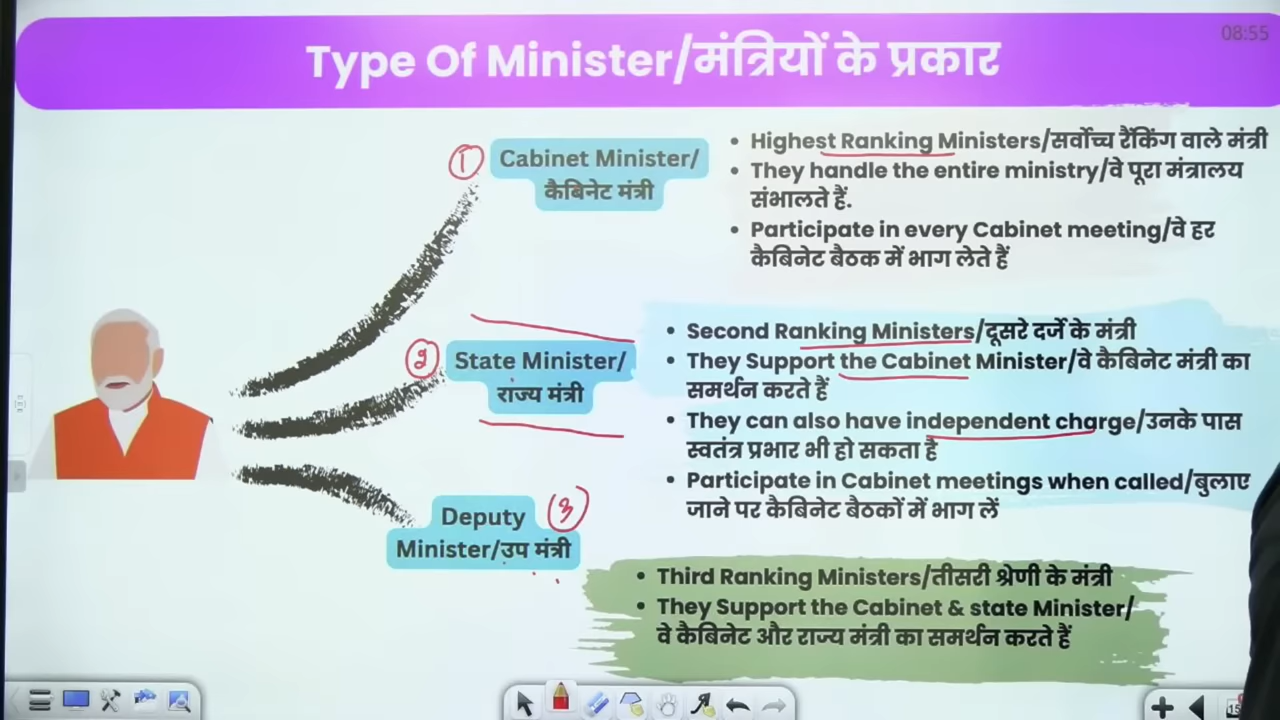 08:55
Type Of Minister/मंत्रियों के प्रकार
1
Cabinet Minister/
कैबिनेट मंत्री
• Highest Ranking Ministers/सर्वोच्च रैंकिंग वाले मंत्री
• They handle the entire ministry/वे पूरा मंत्रालय
संभालते हैं.
• Participate in every Cabinet meeting/वे हर
कैबिनेट बैठक में भाग लेते हैं
2
State Minister/
राज्य मंत्री
• Second Ranking Ministers/दूसरे दर्जे के मंत्री
• They Support the Cabinet Minister/वे कैबिनेट मंत्री का
समर्थन करते हैं
• They can also have independent charge/उनके पास
स्वतंत्र प्रभार भी हो सकता है
• Participate in Cabinet meetings when called/बुलाए
जाने पर कैबिनेट बैठकों में भाग लें
3
Deputy
Minister/उप मंत्री
• Third Ranking Ministers/तीसरी श्रेणी के मंत्री
• They Support the Cabinet & state Minister/
वे कैबिनेट और राज्य मंत्री का समर्थन करते हैं